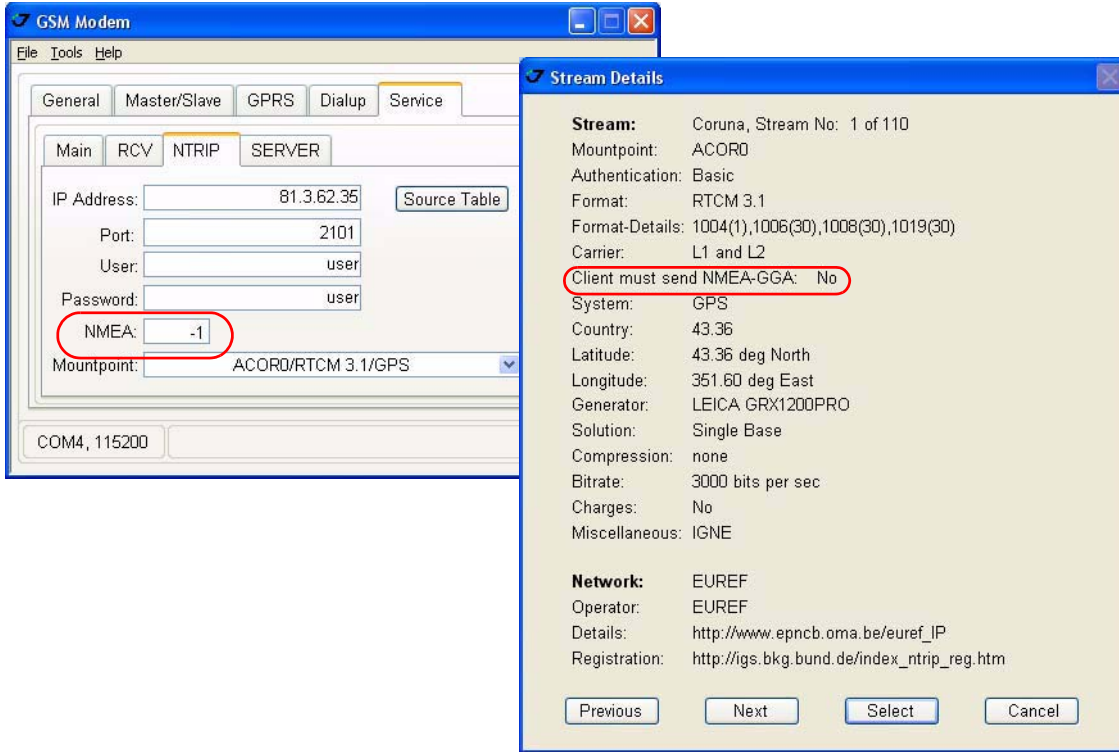 GSM Modem
File Tools Help
General Master/Slave GPRS Dialup Service
Main RCV NTRIP SERVER
IP Address: 81.3.62.35 Source Table
Port: 2101
User: user
Password: user
NMEA: -1
Mountpoint: ACOR0/RTCM 3.1/GPS
COM4, 115200
Stream Details
Stream: Coruna, Stream No: 1 of 110
Mountpoint: ACOR0
Authentication: Basic
Format: RTCM 3.1
Format-Details: 1004(1),1006(30),1008(30),1019(30)
Carrier: L1 and L2
Client must send NMEA-GGA: No
System: GPS
Country: 43.36
Latitude: 43.36 deg North
Longitude: 351.60 deg East
Generator: LEICA GRX1200PRO
Solution: Single Base
Compression: none
Bitrate: 3000 bits per sec
Charges: No
Miscellaneous: IGNE
Network: EUREF
Operator: EUREF
Details: http://www.epncb.oma.be/euref_IP
Registration: http://igs.bkg.bund.de/index_ntrip_reg.htm
Previous Next Select Cancel